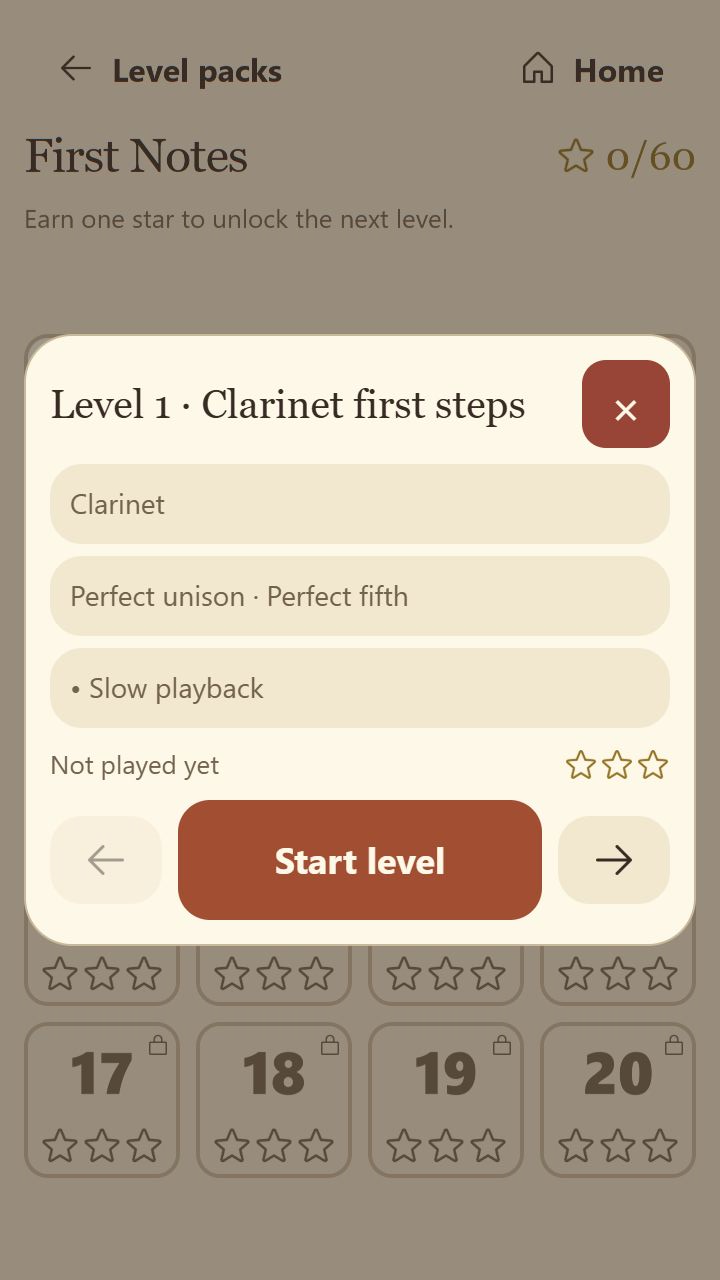 Level packs
Home
First Notes
0/60
Earn one star to unlock the next level.
Level 1 · Clarinet first steps
×
Clarinet
Perfect unison · Perfect fifth
• Slow playback
Not played yet
Start level
17
18
19
20